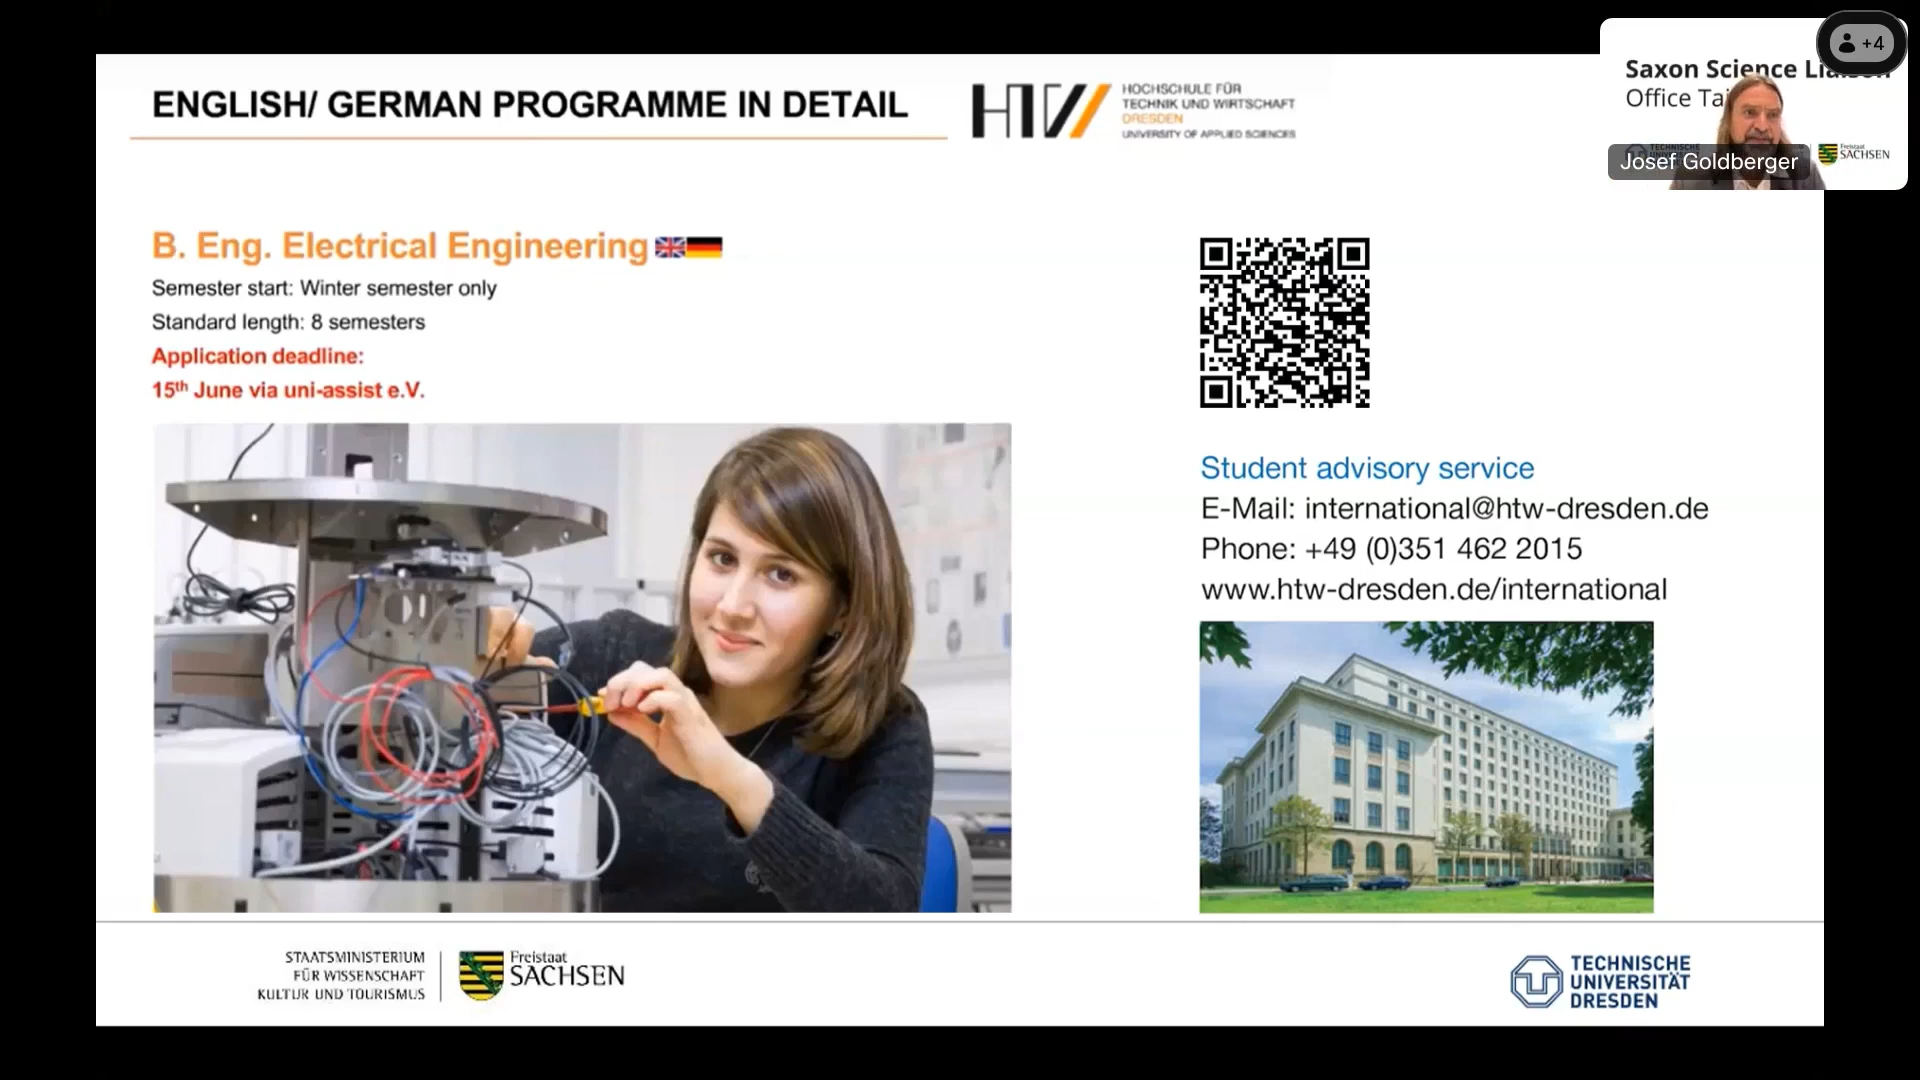 ENGLISH/ GERMAN PROGRAMME IN DETAIL
HTW
HOCHSCHULE FÜR
TECHNIK UND WIRTSCHAFT
DRESDEN
UNIVERSITY OF APPLIED SCIENCES
+4
Saxon Science Liaison
Office Tai
TECHNISCHE
Freistaat
SACHSEN
Josef Goldberger
B. Eng. Electrical Engineering
Semester start: Winter semester only
Standard length: 8 semesters
Application deadline:
15th June via uni-assist e.V.
Student advisory service
E-Mail: international@htw-dresden.de
Phone: +49 (0)351 462 2015
www.htw-dresden.de/international
STAATSMINISTERIUM
FÜR WISSENSCHAFT
KULTUR UND TOURISMUS
Freistaat
SACHSEN
TECHNISCHE
UNIVERSITÄT
DRESDEN